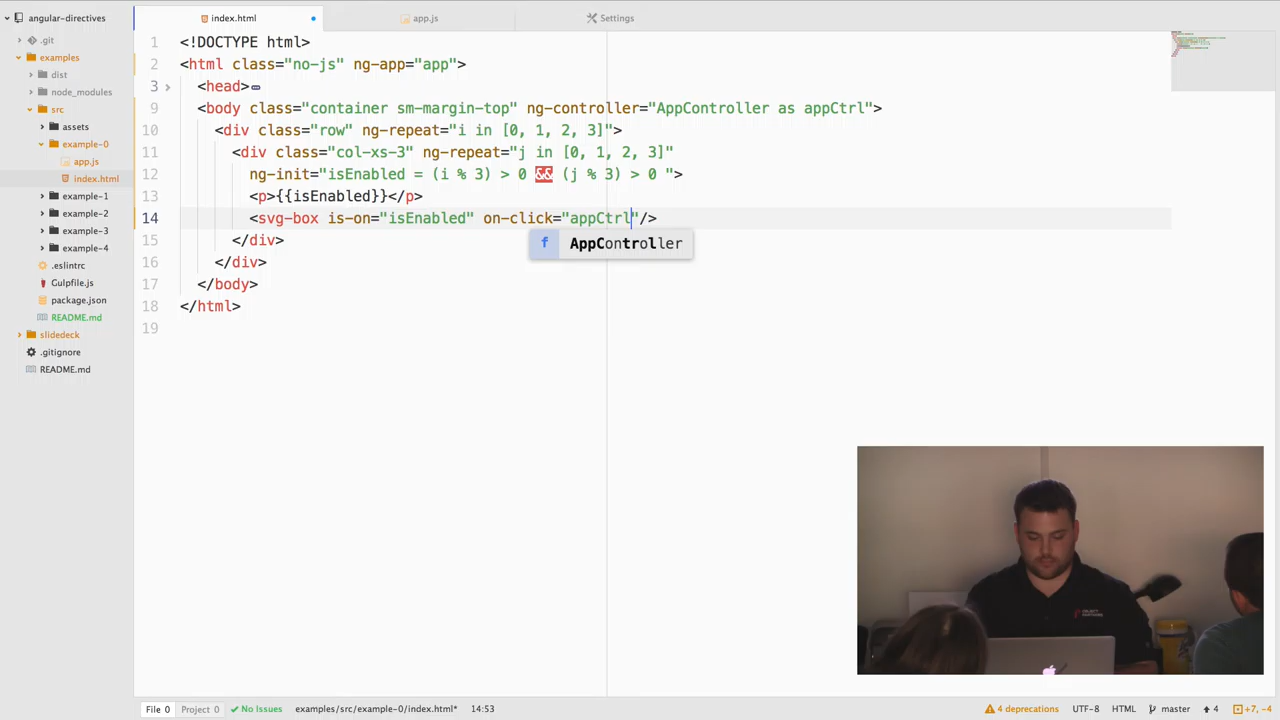 angular-directives
index.html
app.js
Settings
.git
examples
dist
node_modules
src
assets
example-0
app.js
index.html
example-1
example-2
example-3
example-4
.eslintrc
Gulpfile.js
package.json
README.md
slidedeck
.gitignore
README.md
1 <!DOCTYPE html>
2 <html class="no-js" ng-app="app">
3 <head>
9 <body class="container sm-margin-top" ng-controller="AppController as appCtrl">
10 <div class="row" ng-repeat="i in [0, 1, 2, 3]">
11 <div class="col-xs-3" ng-repeat="j in [0, 1, 2, 3]"
12 ng-init="isEnabled = (i % 3) > 0 && (j % 3) > 0 ">
13 <p>{{isEnabled}}</p>
14 <svg-box is-on="isEnabled" on-click="appCtrl"/>
f AppController
15 </div>
16 </div>
17 </body>
18 </html>
19
File 0 Project 0 No Issues examples/src/example-0/index.html* 14:53 4 deprecations UTF-8 HTML master 4 +7, -4